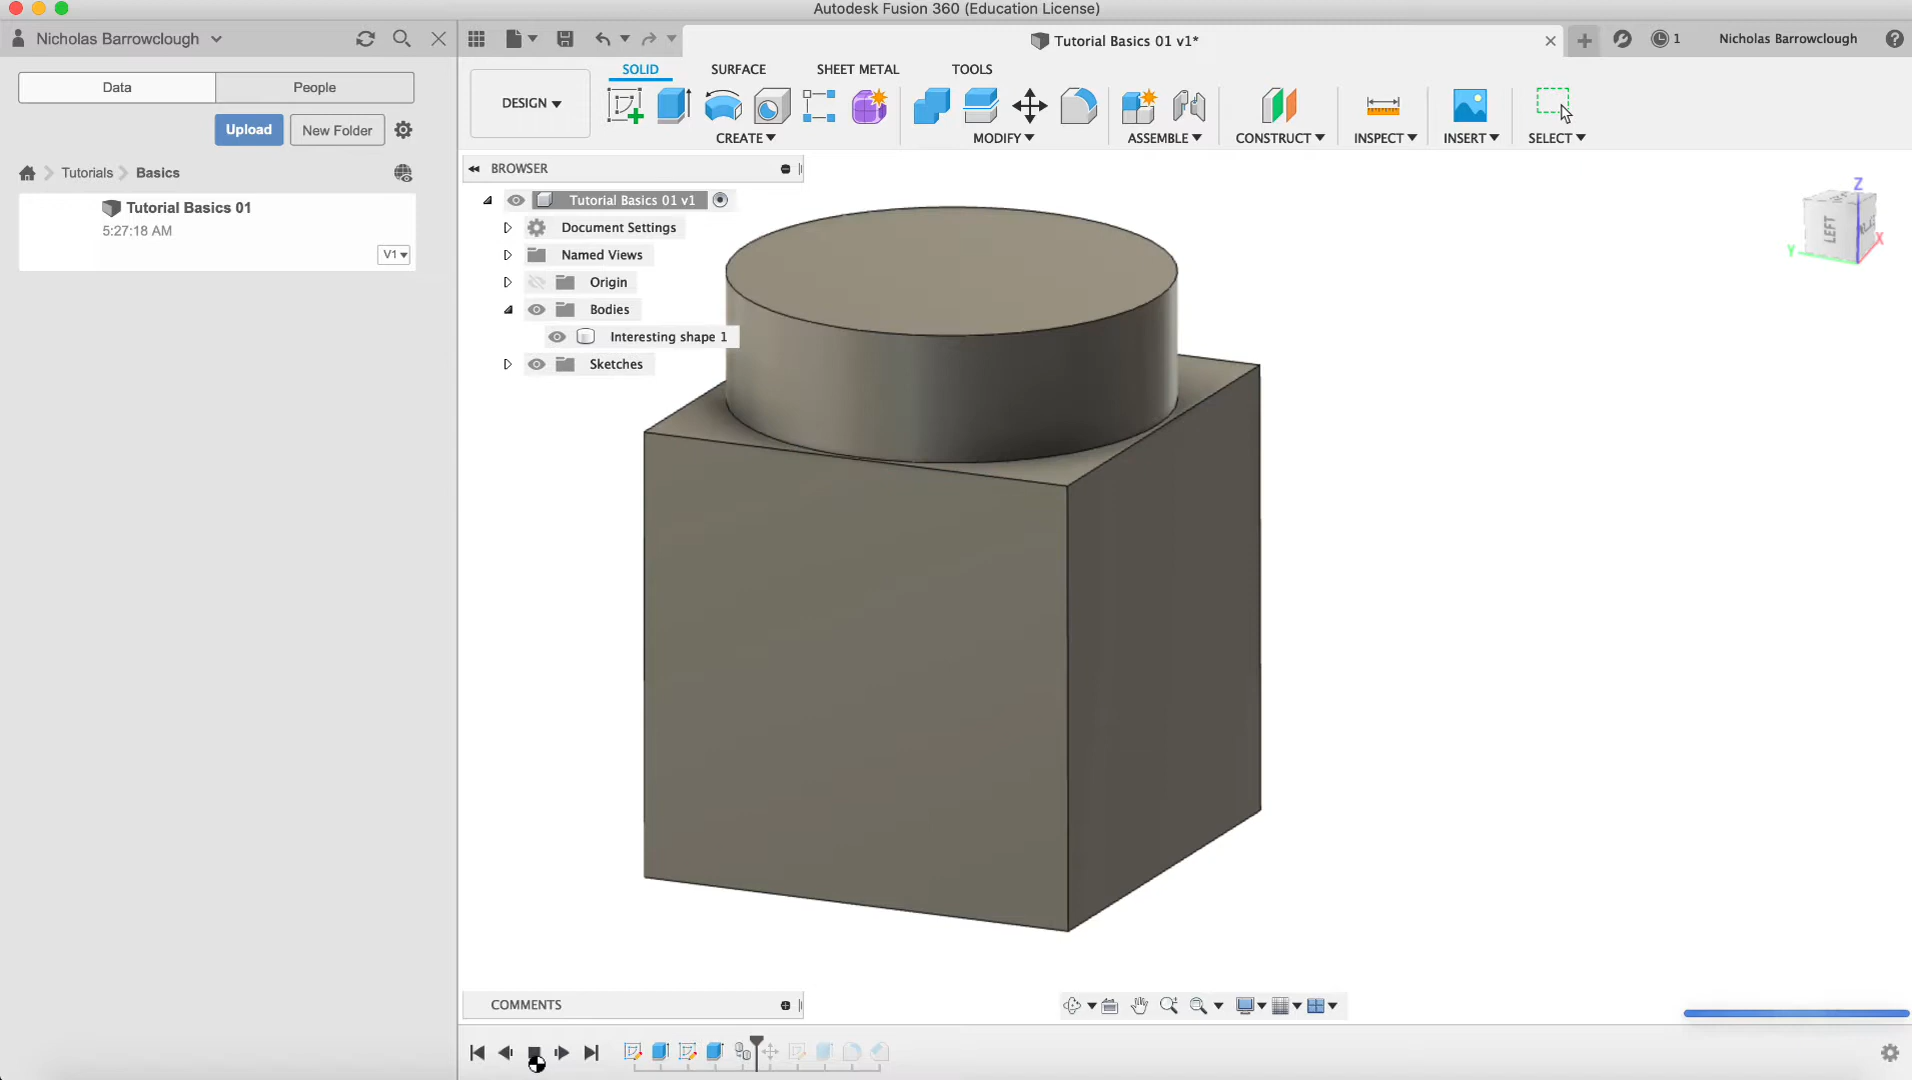 Autodesk Fusion 360 (Education License)
Nicholas Barrowclough
Tutorial Basics 01 v1*
1
Nicholas Barrowclough
Data
People
SOLID
SURFACE
SHEET METAL
TOOLS
DESIGN
Upload
New Folder
CREATE
MODIFY
ASSEMBLE
CONSTRUCT
INSPECT
INSERT
SELECT
Tutorials
Basics
BROWSER
Tutorial Basics 01
5:27:18 AM
V1
Tutorial Basics 01 v1
Document Settings
Named Views
Origin
Bodies
Interesting shape 1
Sketches
Z
LEFT
Y
X
COMMENTS